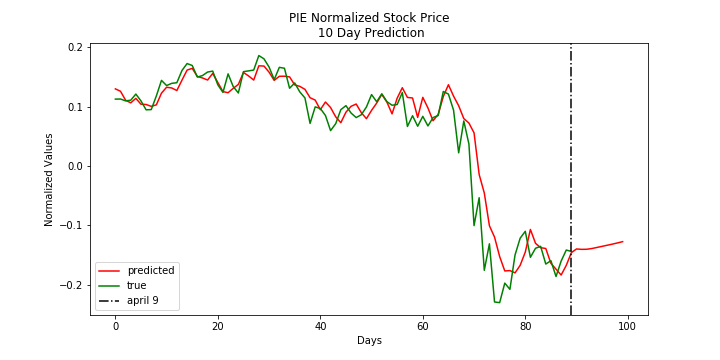 PIE Normalized Stock Price
10 Day Prediction
Normalized Values
0.2
0.1
0.0
−0.1
−0.2
predicted
true
april 9
0
20
40
60
80
100
Days